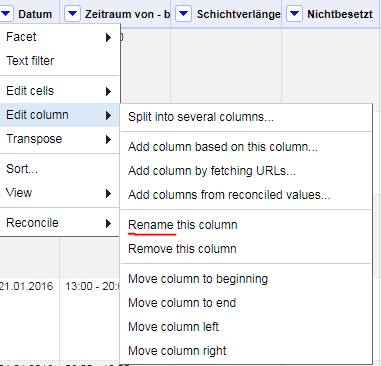 Datum Zeitraum von - b Schichtverlänge Nichtbesetzt
Facet
Text filter
Edit cells
Edit column
Transpose
Sort...
View
Reconcile
Split into several columns...
Add column based on this column...
Add column by fetching URLs...
Add columns from reconciled values...
Rename this column
Remove this column
Move column to beginning
Move column to end
Move column left
Move column right
21.01.2016 13:00 - 20: